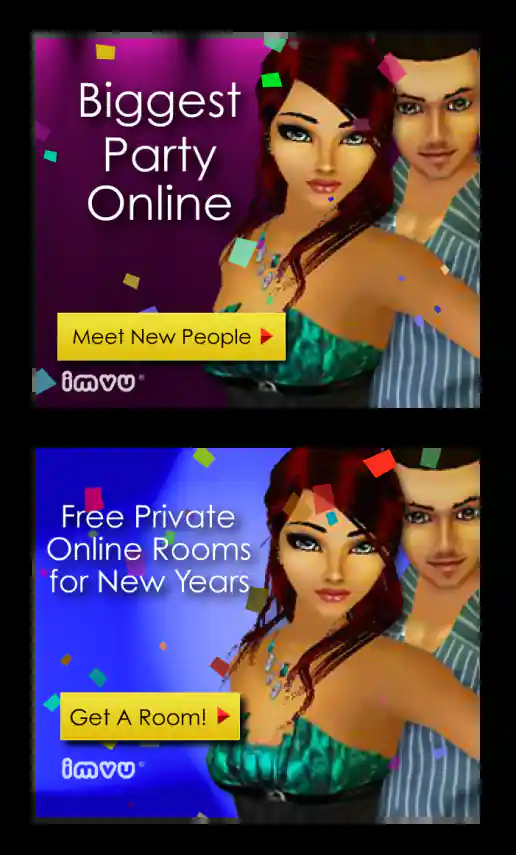 Biggest
Party
Online
Meet New People
imvu®
Free Private
Online Rooms
for New Years
Get A Room!
imvu®